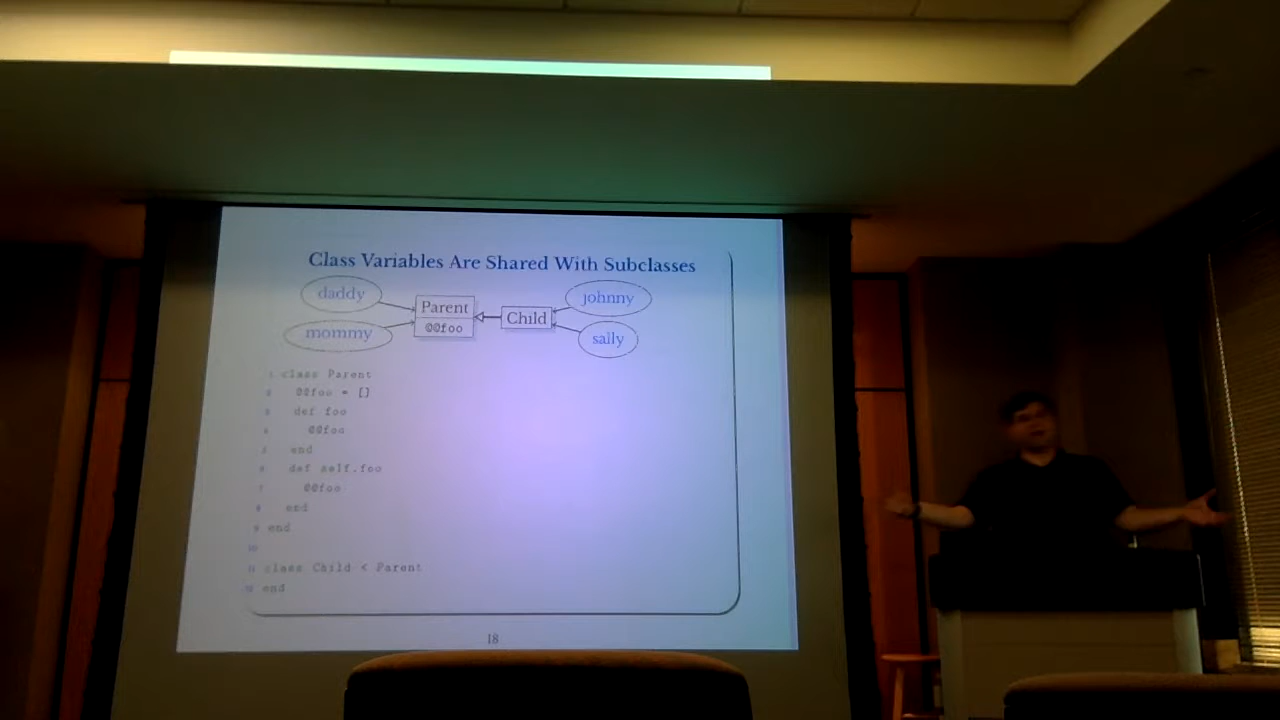 Class Variables Are Shared With Subclasses
daddy
johnny
Parent
Child
@@foo
mommy
sally
1 class Parent
2 @@foo = []
3 def foo
4 @@foo
5 end
6 def self.foo
7 @@foo
8 end
9 end
10
11 class Child < Parent
12 end
18